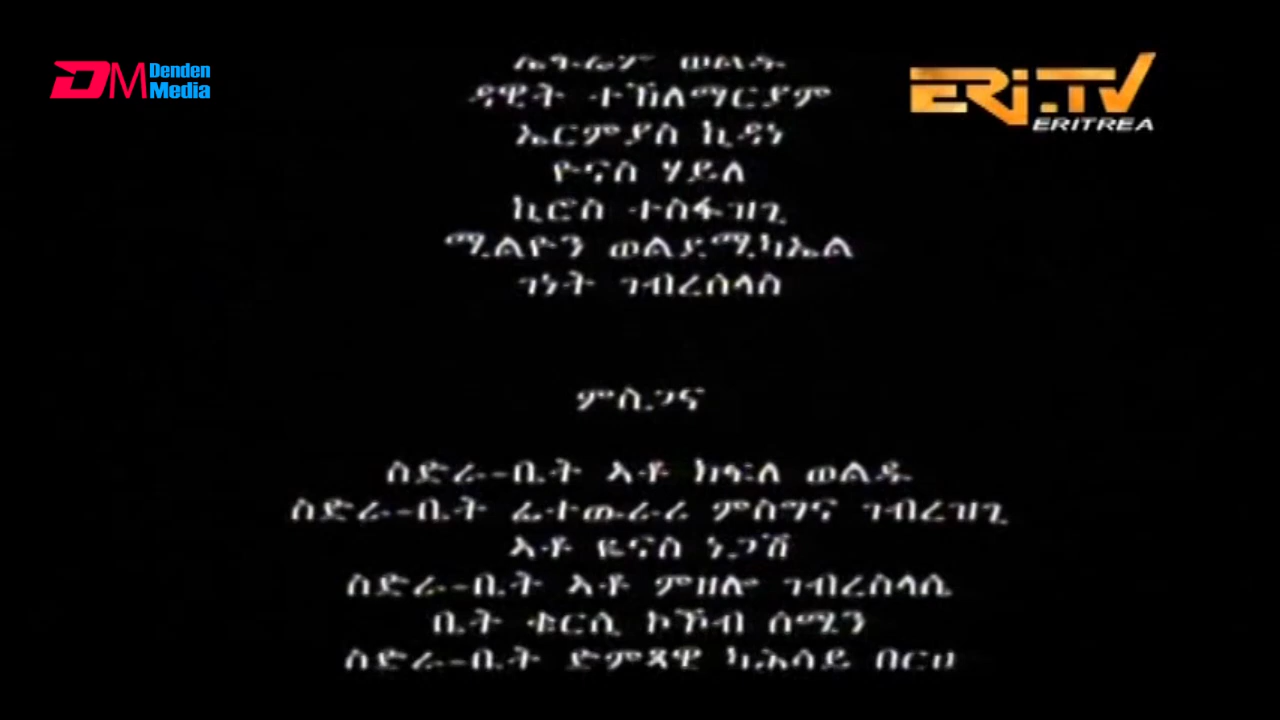 DM Denden Media
ERi.TV
ERITREA
ኤፍሬም ወልዱ
ዳዊት ተኽለማርያም
ኤርምያስ ኪዳነ
ዮናስ ሃይለ
ኪሮስ ተስፋዝጊ
ሚልዮን ወልደሚካኤል
ገነት ገብረስላስ
ምስጋና
ስድራ-ቤት ኣቶ ክፍለ ወልዱ
ስድራ-ቤት ፊተውራሪ ምስግና ገብረዝጊ
ኣቶ ዮናስ ነጋሽ
ስድራ-ቤት ኣቶ ምዘሎ ገብረስላሴ
ቤት ቁርሲ ኮኾብ ሰሜን
ስድራ-ቤት ድምጻዊ ካሕሳይ በርሀ